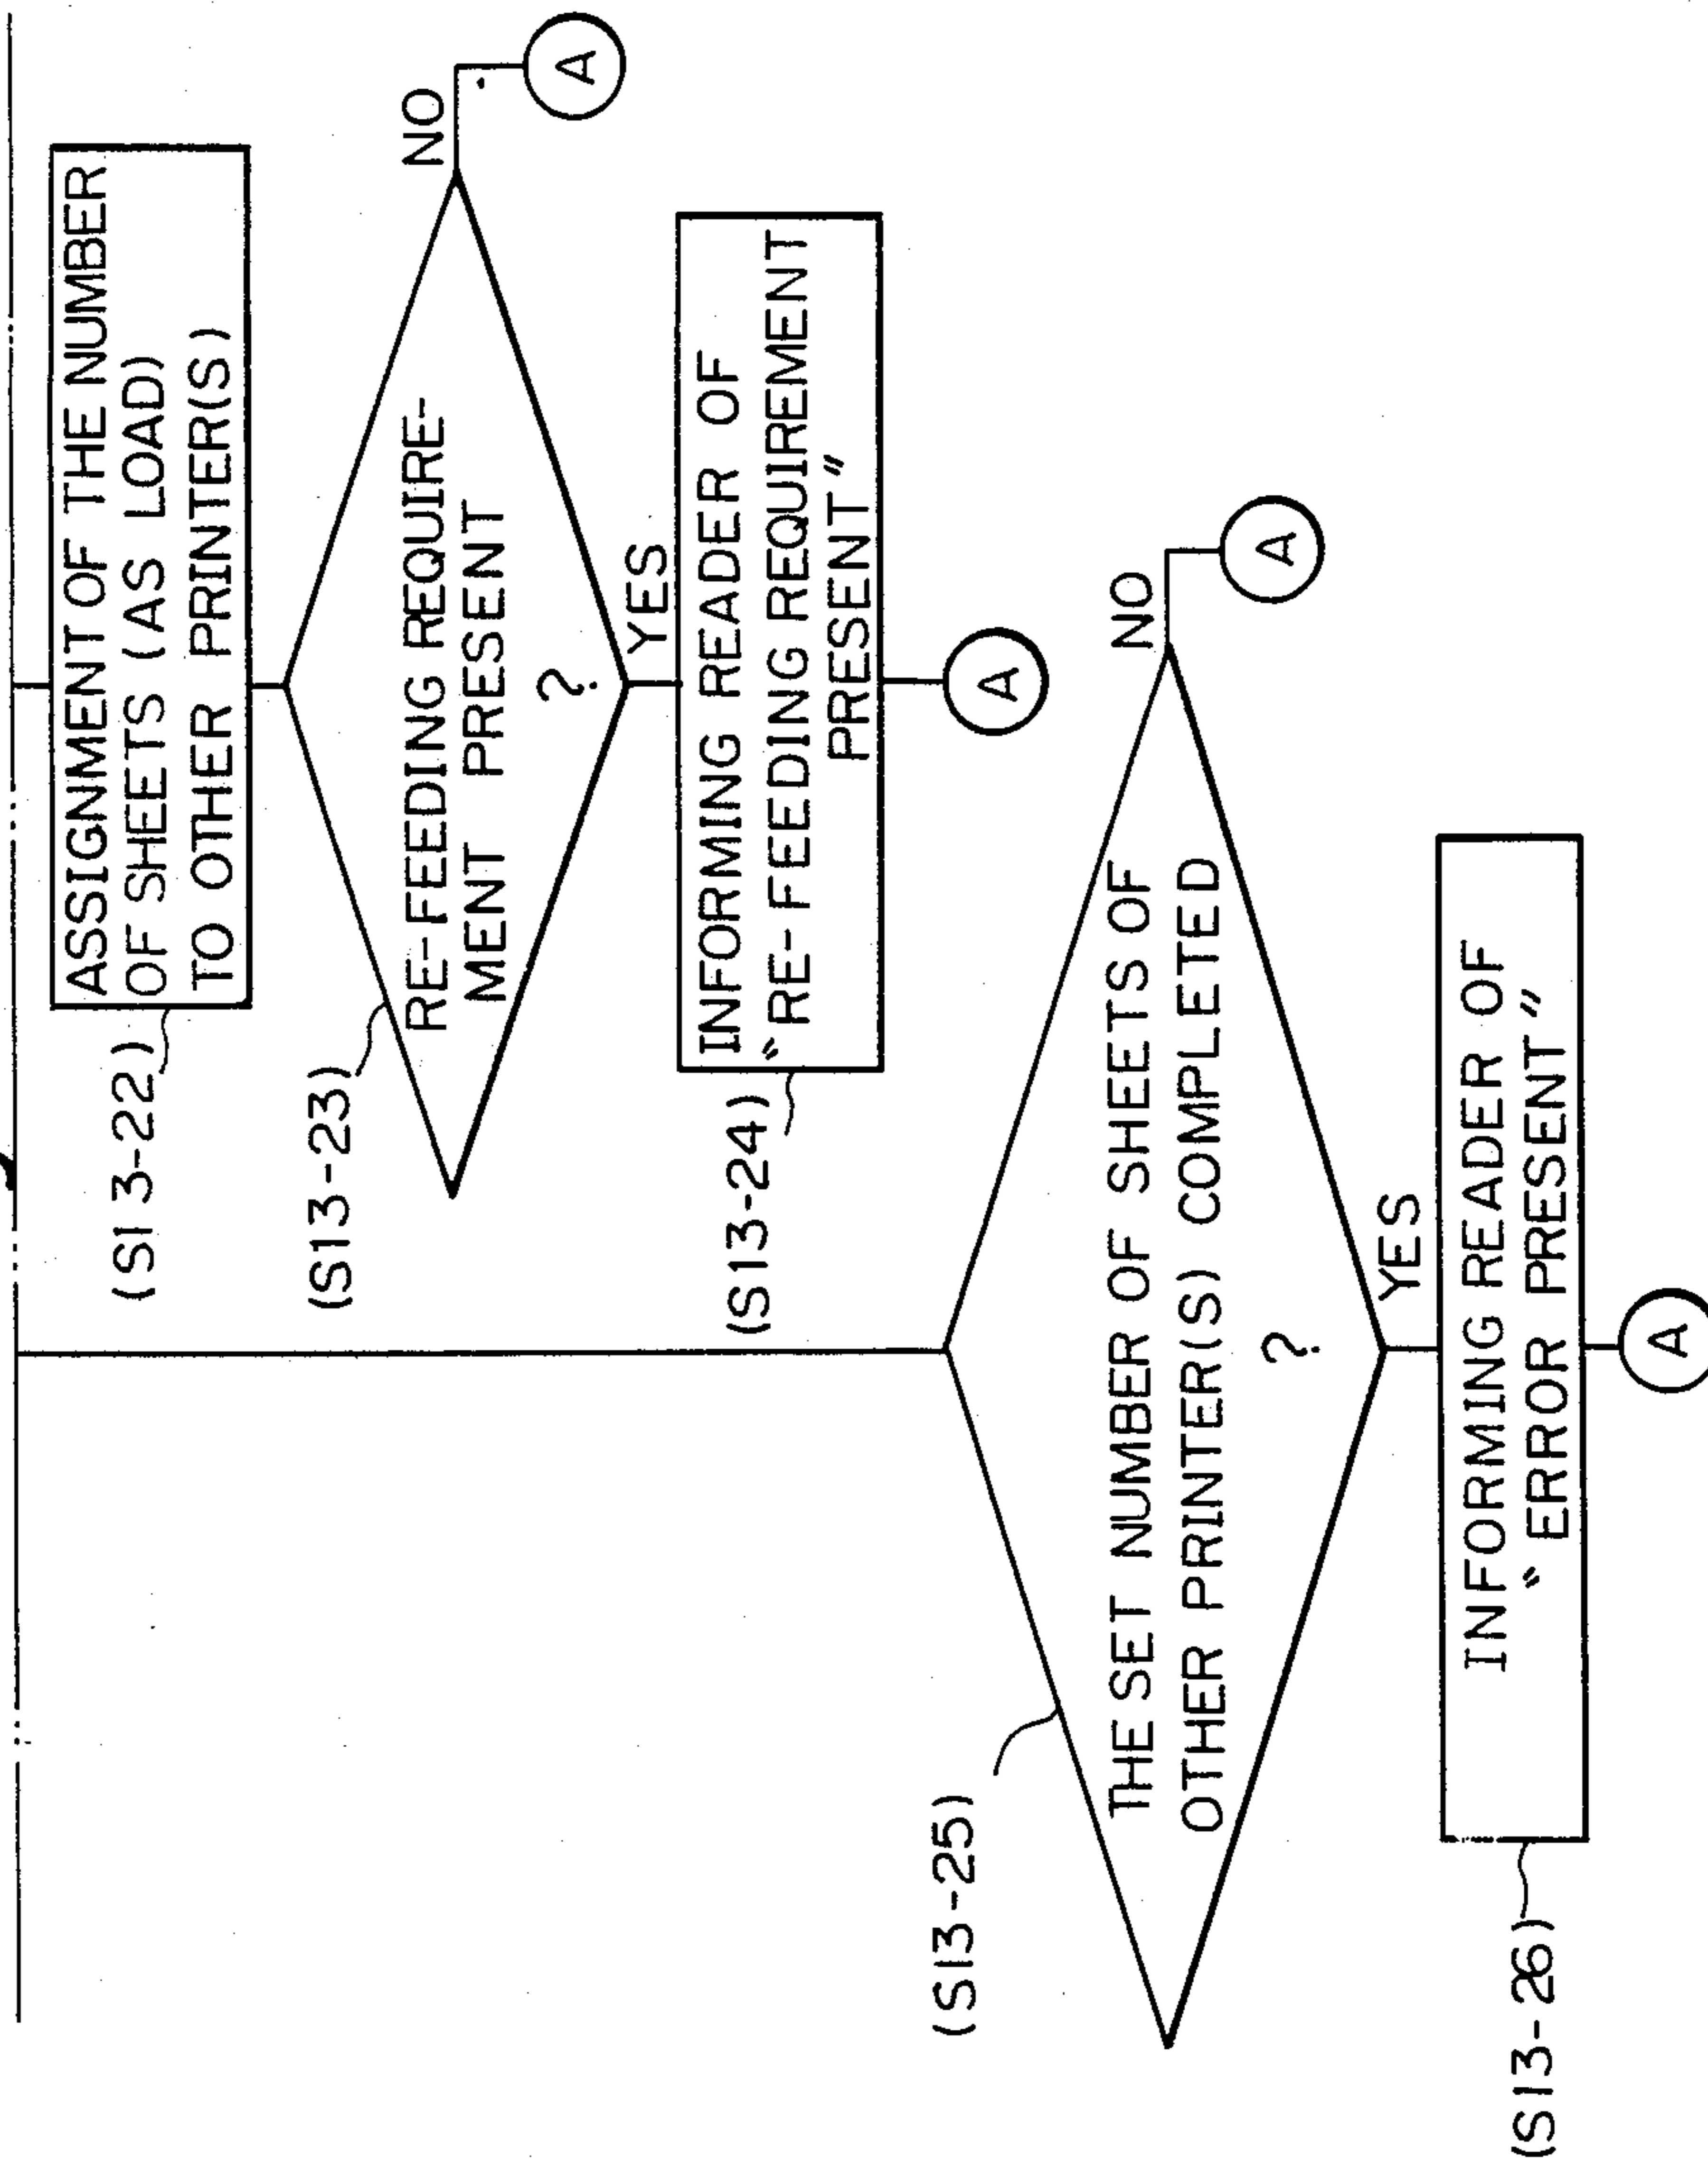 (S13-22)
ASSIGNMENT OF THE NUMBER
OF SHEETS (AS LOAD)
TO OTHER PRINTER(S)
(S13-23)
RE-FEEDING REQUIRE-
MENT PRESENT
?
NO
A
YES
(S13-24)
INFORMING READER OF
"RE-FEEDING REQUIREMENT
PRESENT"
A
(S13-25)
THE SET NUMBER OF SHEETS OF
OTHER PRINTER(S) COMPLETED
?
NO
A
YES
(S13-26)
INFORMING READER OF
"ERROR PRESENT"
A